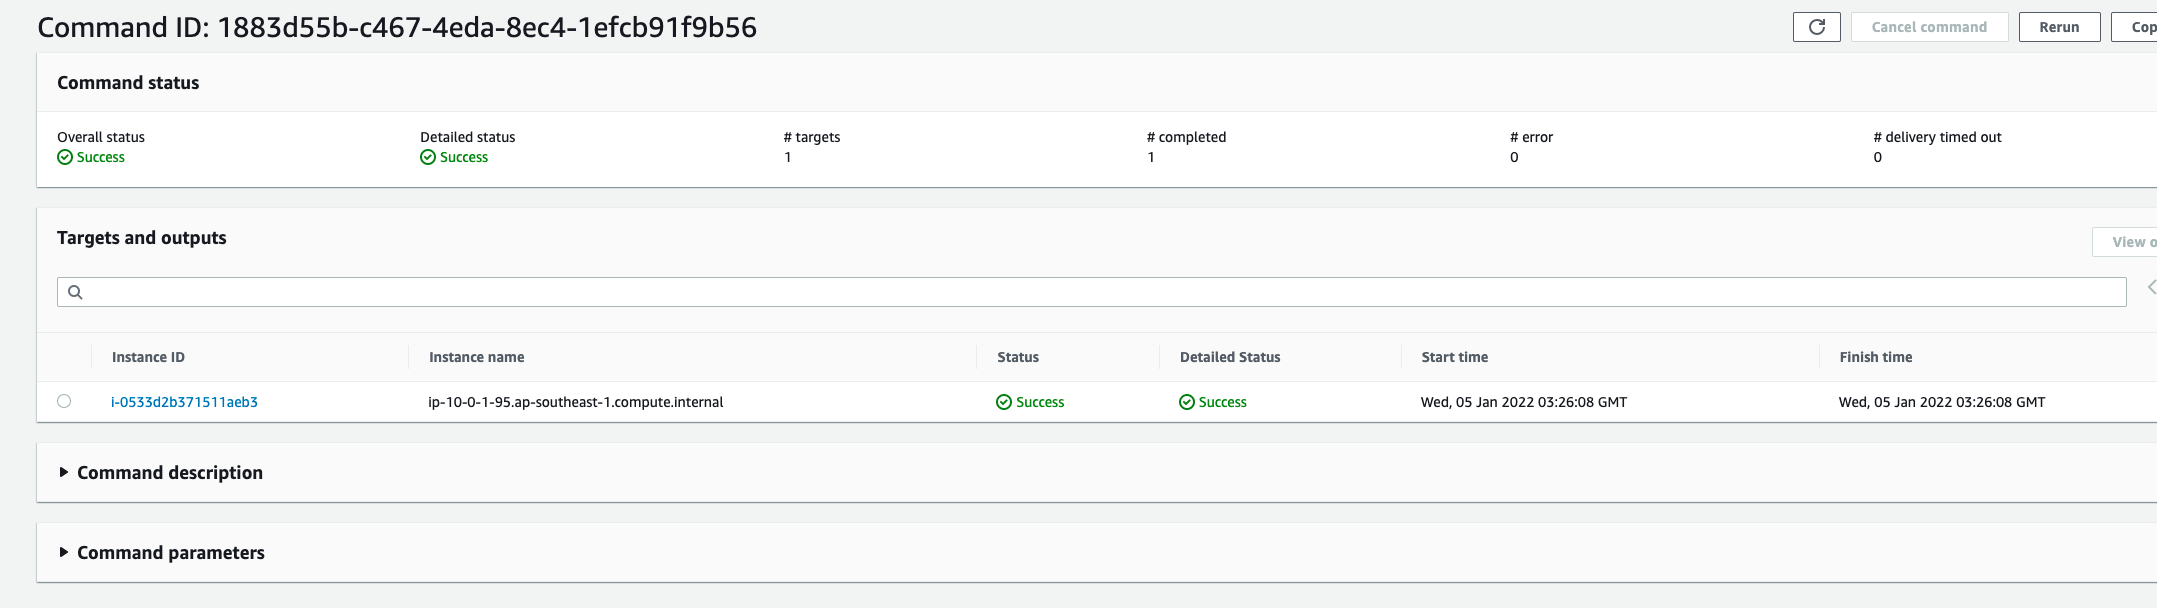 Command ID: 1883d55b-c467-4eda-8ec4-1efcb91f9b56
Cancel command
Rerun
Cop
Command status
Overall status
Detailed status
# targets
# completed
# error
# delivery timed out
Success
Success
1
1
0
0
Targets and outputs
View o
Instance ID
Instance name
Status
Detailed Status
Start time
Finish time
i-0533d2b371511aeb3
ip-10-0-1-95.ap-southeast-1.compute.internal
Success
Success
Wed, 05 Jan 2022 03:26:08 GMT
Wed, 05 Jan 2022 03:26:08 GMT
Command description
Command parameters